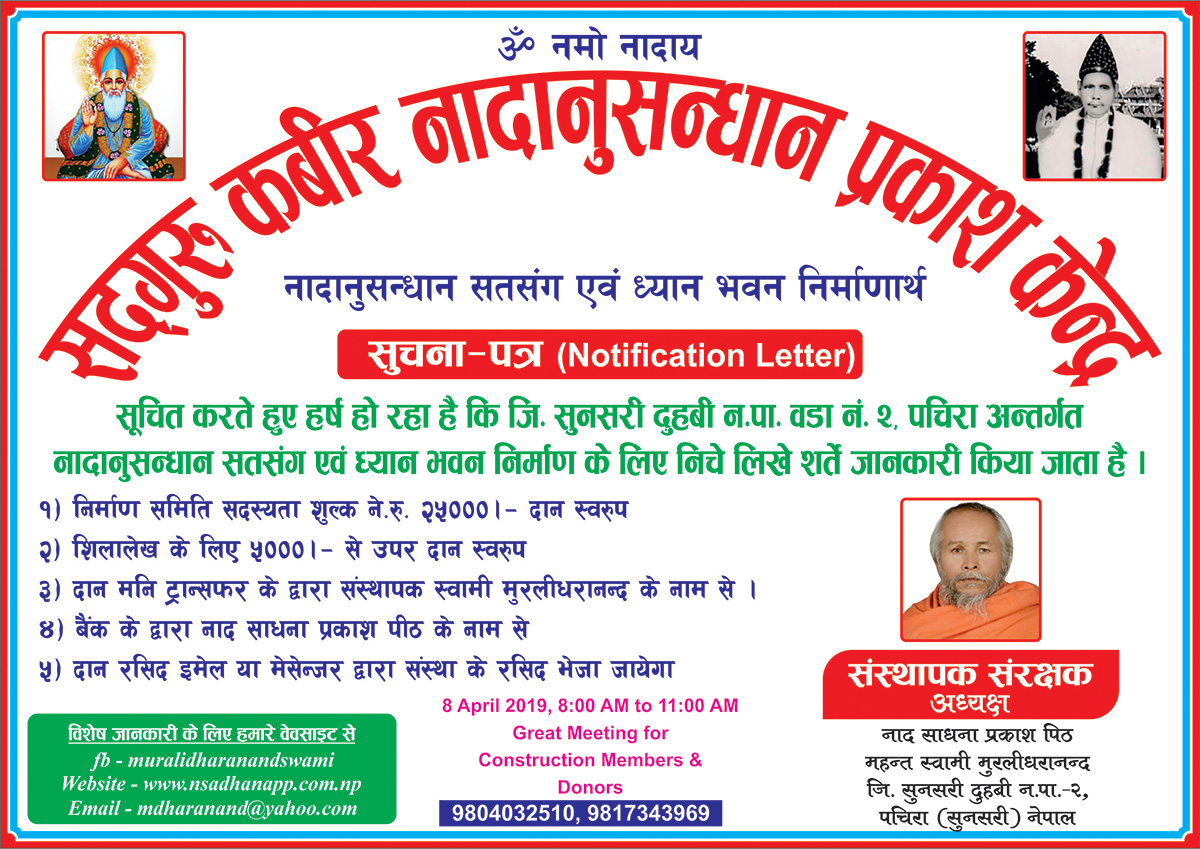 ॐ नमो नादाय
सद्गुरु कबीर नादानुसन्धान प्रकाश केन्द्र
नादानुसन्धान सतसंग एवं ध्यान भवन निर्माणार्थ
सुचना-पत्र (Notification Letter)
सूचित करते हुए हर्ष हो रहा है कि जि. सुनसरी दुहबी न.पा. वडा नं. २, पचिरा अन्तर्गत
नादानुसन्धान सतसंग एवं ध्यान भवन निर्माण के लिए निचे लिखे शर्ते जानकारी किया जाता है ।
१) निर्माण समिति सदस्यता शुल्क ने.रु. २५०००।- दान स्वरुप
२) शिलालेख के लिए ५०००।- से उपर दान स्वरुप
३) दान मनि ट्रान्सफर के द्वारा संस्थापक स्वामी मुरलीधरानन्द के नाम से ।
४) बैंक के द्वारा नाद साधना प्रकाश पीठ के नाम से
५) दान रसिद इमेल या मेसेन्जर द्वारा संस्था के रसिद भेजा जायेगा
विशेष जानकारी के लिए हमारे वेवसाइट से
fb - muralidharanandswami
Website - www.nsadhanapp.com.np
Email - mdharanand@yahoo.com
8 April 2019, 8:00 AM to 11:00 AM
Great Meeting for
Construction Members &
Donors
9804032510, 9817343969
संस्थापक संरक्षक
अध्यक्ष
नाद साधना प्रकाश पिठ
महन्त स्वामी मुरलीधरानन्द
जि. सुनसरी दुहबी न.पा.-२,
पचिरा (सुनसरी) नेपाल